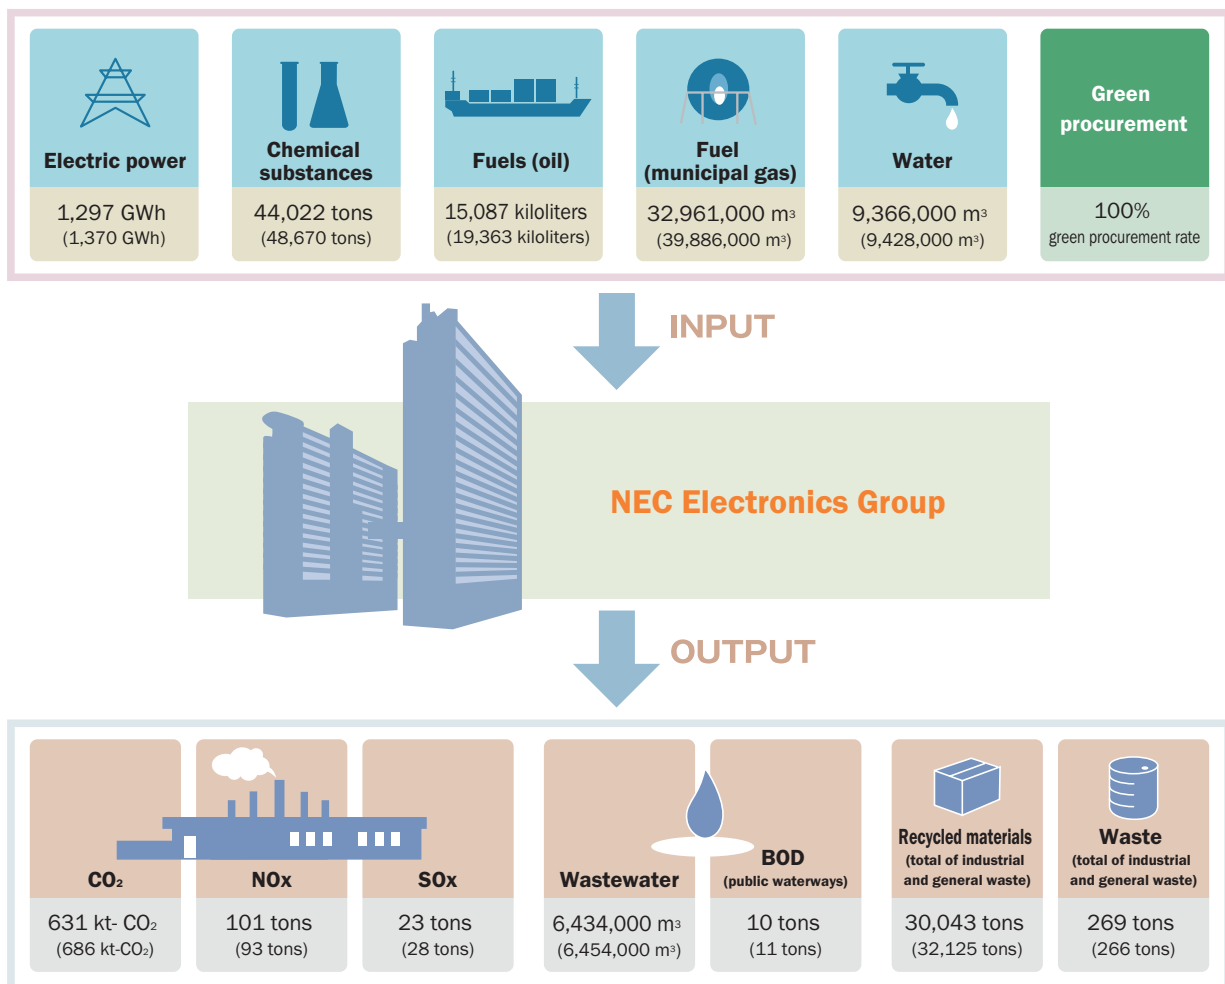 Electric power
1,297 GWh
(1,370 GWh)
Chemical
substances
44,022 tons
(48,670 tons)
Fuels (oil)
15,087 kiloliters
(19,363 kiloliters)
Fuel
(municipal gas)
32,961,000 m³
(39,886,000 m³)
Water
9,366,000 m³
(9,428,000 m³)
Green
procurement
100%
green procurement rate
INPUT
NEC Electronics Group
OUTPUT
CO₂
631 kt- CO₂
(686 kt-CO₂)
NOx
101 tons
(93 tons)
SOx
23 tons
(28 tons)
Wastewater
6,434,000 m³
(6,454,000 m³)
BOD
(public waterways)
10 tons
(11 tons)
Recycled materials
(total of industrial
and general waste)
30,043 tons
(32,125 tons)
Waste
(total of industrial
and general waste)
269 tons
(266 tons)